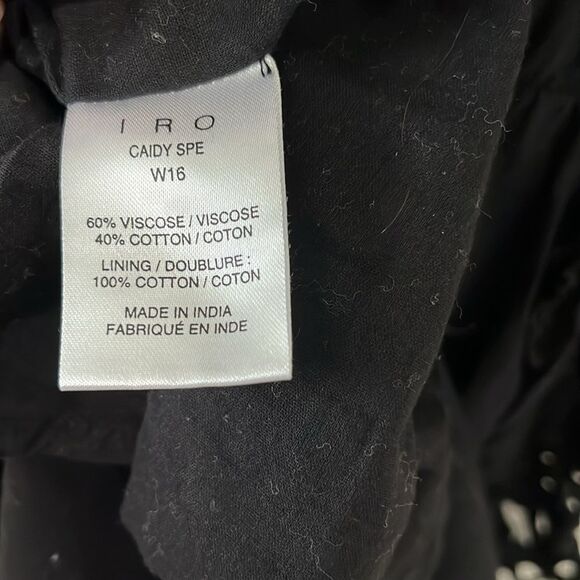 IRO
CAIDY SPE
W16
60% VISCOSE / VISCOSE
40% COTTON / COTON
LINING / DOUBLURE :
100% COTTON / COTON
MADE IN INDIA
FABRIQUÉ EN INDE